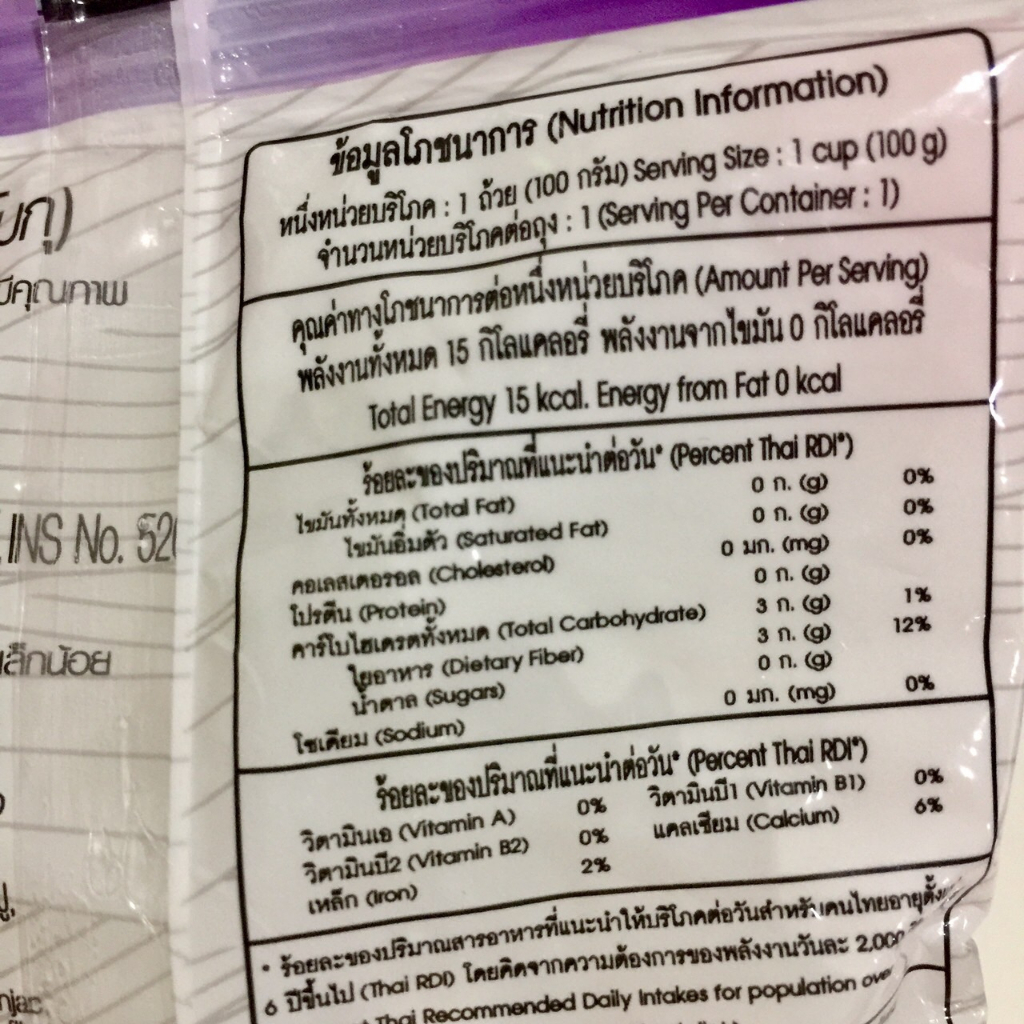 ข้อมูลโภชนาการ (Nutrition Information)
หนึ่งหน่วยบริโภค : 1 ถ้วย (100 กรัม) Serving Size : 1 cup (100 g)
จำนวนหน่วยบริโภคต่อถุง : 1 (Serving Per Container : 1)
คุณค่าทางโภชนาการต่อหนึ่งหน่วยบริโภค (Amount Per Serving)
พลังงานทั้งหมด 15 กิโลแคลอรี่ พลังงานจากไขมัน 0 กิโลแคลอรี่
Total Energy 15 kcal. Energy from Fat 0 kcal
ร้อยละของปริมาณที่แนะนำต่อวัน* (Percent Thai RDI*)
ไขมันทั้งหมด (Total Fat) 0 ก. (g) 0%
ไขมันอิ่มตัว (Saturated Fat) 0 ก. (g) 0%
คอเลสเตอรอล (Cholesterol) 0 มก. (mg) 0%
โปรตีน (Protein) 0 ก. (g)
คาร์โบไฮเดรตทั้งหมด (Total Carbohydrate) 3 ก. (g) 1%
ใยอาหาร (Dietary Fiber) 3 ก. (g) 12%
น้ำตาล (Sugars) 0 ก. (g)
โซเดียม (Sodium) 0 มก. (mg) 0%
ร้อยละของปริมาณที่แนะนำต่อวัน* (Percent Thai RDI*)
วิตามินเอ (Vitamin A) 0% วิตามินบี1 (Vitamin B1) 0%
วิตามินบี2 (Vitamin B2) 0% แคลเซียม (Calcium) 6%
เหล็ก (Iron) 2%
* ร้อยละของปริมาณสารอาหารที่แนะนำให้บริโภคต่อวันสำหรับคนไทยอายุตั้ง
6 ปีขึ้นไป (Thai RDI) โดยคิดจากความต้องการของพลังงานวันละ
Thai Recommended Daily Intakes for population over
คุณภาพ
INS No. 52
เล็กน้อย